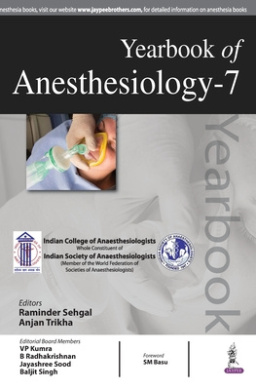 nesthesia books, visit our website www.jaypeebrothers.com, for detailed information on anesthesia books
Yearbook of
Anesthesiology-7
Yearbook
Indian College of Anaesthesiologists
Whole Constituent of
Indian Society of Anaesthesiologists
(Member of the World Federation of
Societies of Anaesthesiologists)
Editors
Raminder Sehgal
Anjan Trikha
Editorial Board Members
VP Kumra
B Radhakrishnan
Jayashree Sood
Baljit Singh
Foreword
SM Basu
JAYPEE